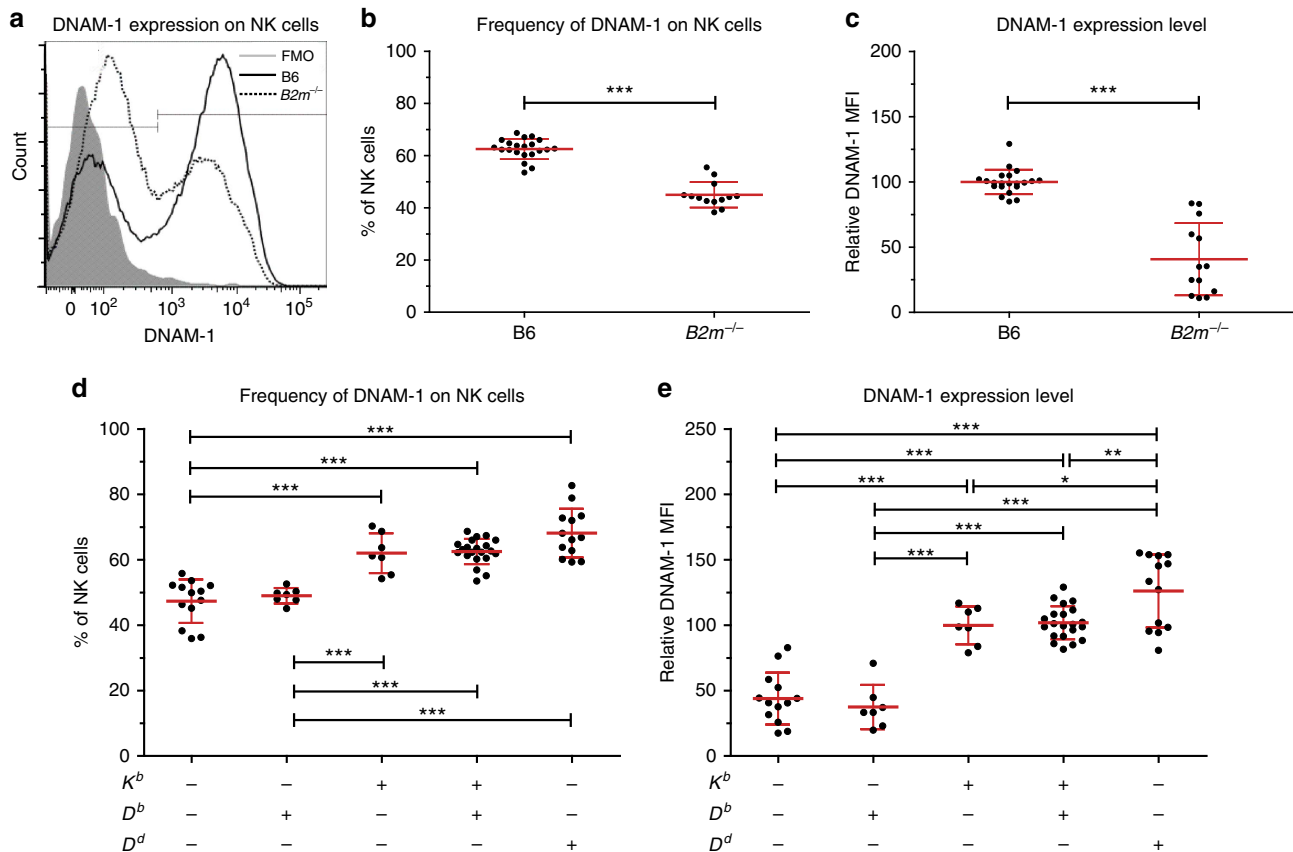 a
DNAM-1 expression on NK cells
FMO
B6
B2m–/–
Count
0 10² 10³ 10⁴ 10⁵
DNAM-1
b
Frequency of DNAM-1 on NK cells
% of NK cells
100
80
60
40
20
0
***
B6 B2m–/–
c
DNAM-1 expression level
Relative DNAM-1 MFI
200
150
100
50
0
***
B6 B2m–/–
d
Frequency of DNAM-1 on NK cells
% of NK cells
100
80
60
40
20
0
***
***
***
***
***
***
Kᵇ – – + + –
Dᵇ – + – + –
Dᵈ – – – – +
e
DNAM-1 expression level
Relative DNAM-1 MFI
250
200
150
100
50
0
***
*** **
*** *
***
***
***
– – + + –
– + – + –
– – – – +